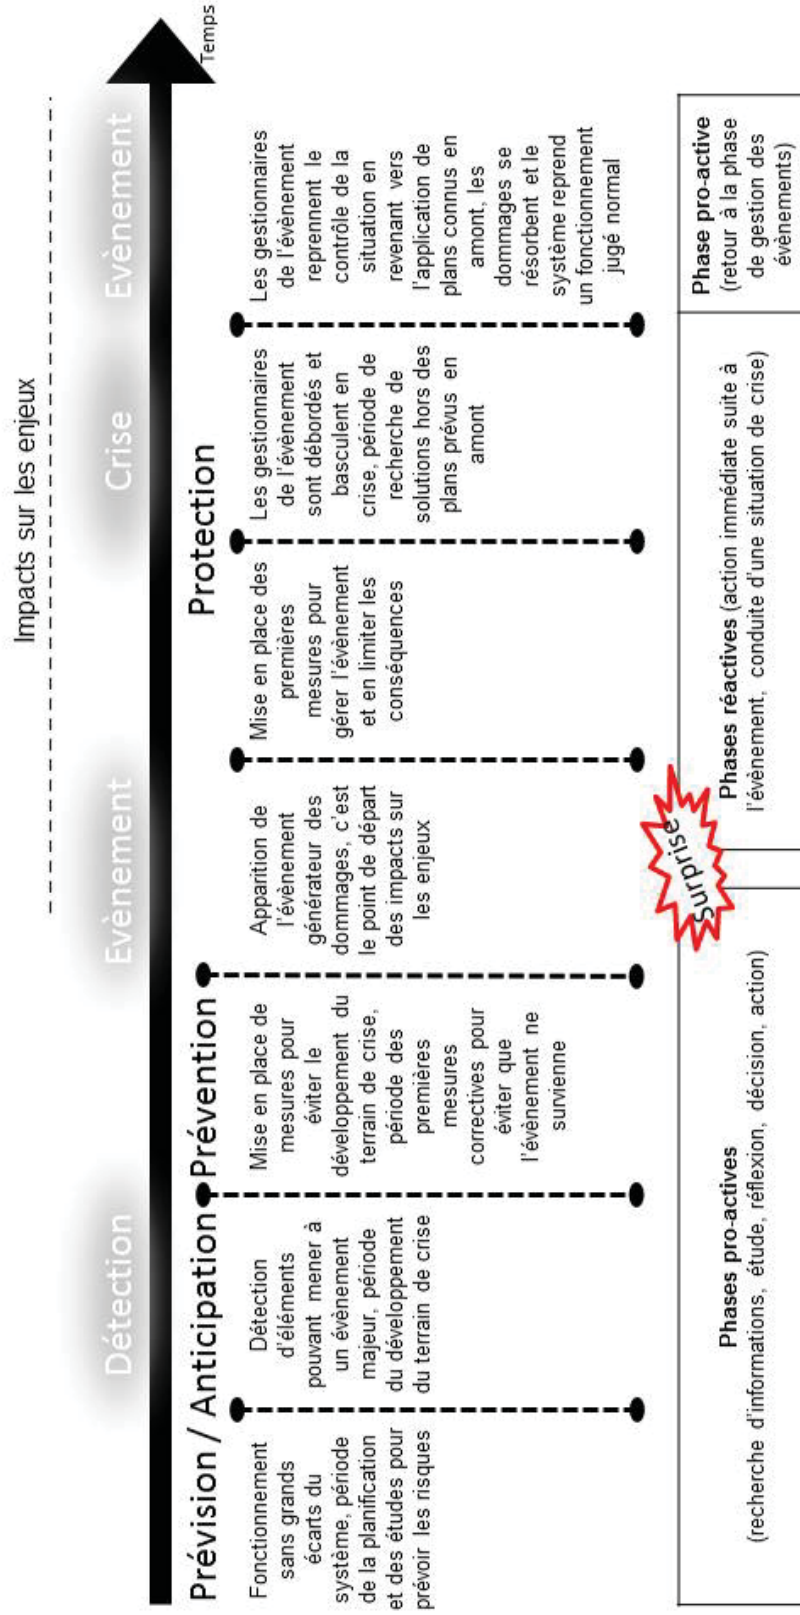 Impacts sur les enjeux
Détection
Evènement
Crise
Evènement
Temps
Prévision / Anticipation
Prévention
Protection
Fonctionnement
sans grands
écarts du
système, période
de la planification
et des études pour
prévoir les risques
Détection
d'éléments
pouvant mener à
un évènement
majeur, période
du développement
du terrain de crise
Mise en place de
mesures pour
éviter le
développement du
terrain de crise,
période des
premières
mesures
correctives pour
éviter que
l'évènement ne
survienne
Apparition de
l'évènement
générateur des
dommages, c'est
le point de départ
des impacts sur
les enjeux
Mise en place des
premières
mesures pour
gérer l'évènement
et en limiter les
conséquences
Les gestionnaires
de l'évènement
sont débordés et
basculent en
crise, période de
recherche de
solutions hors des
plans prévus en
amont
Les gestionnaires
de l'évènement
reprennent le
contrôle de la
situation en
revenant vers
l'application de
plans connus en
amont, les
dommages se
résorbent et le
système reprend
un fonctionnement
jugé normal
Phases pro-actives
(recherche d'informations, étude, réflexion, décision, action)
Surprise
Phases réactives (action immédiate suite à
l'évènement, conduite d'une situation de crise)
Phase pro-active
(retour à la phase
de gestion des
évènements)